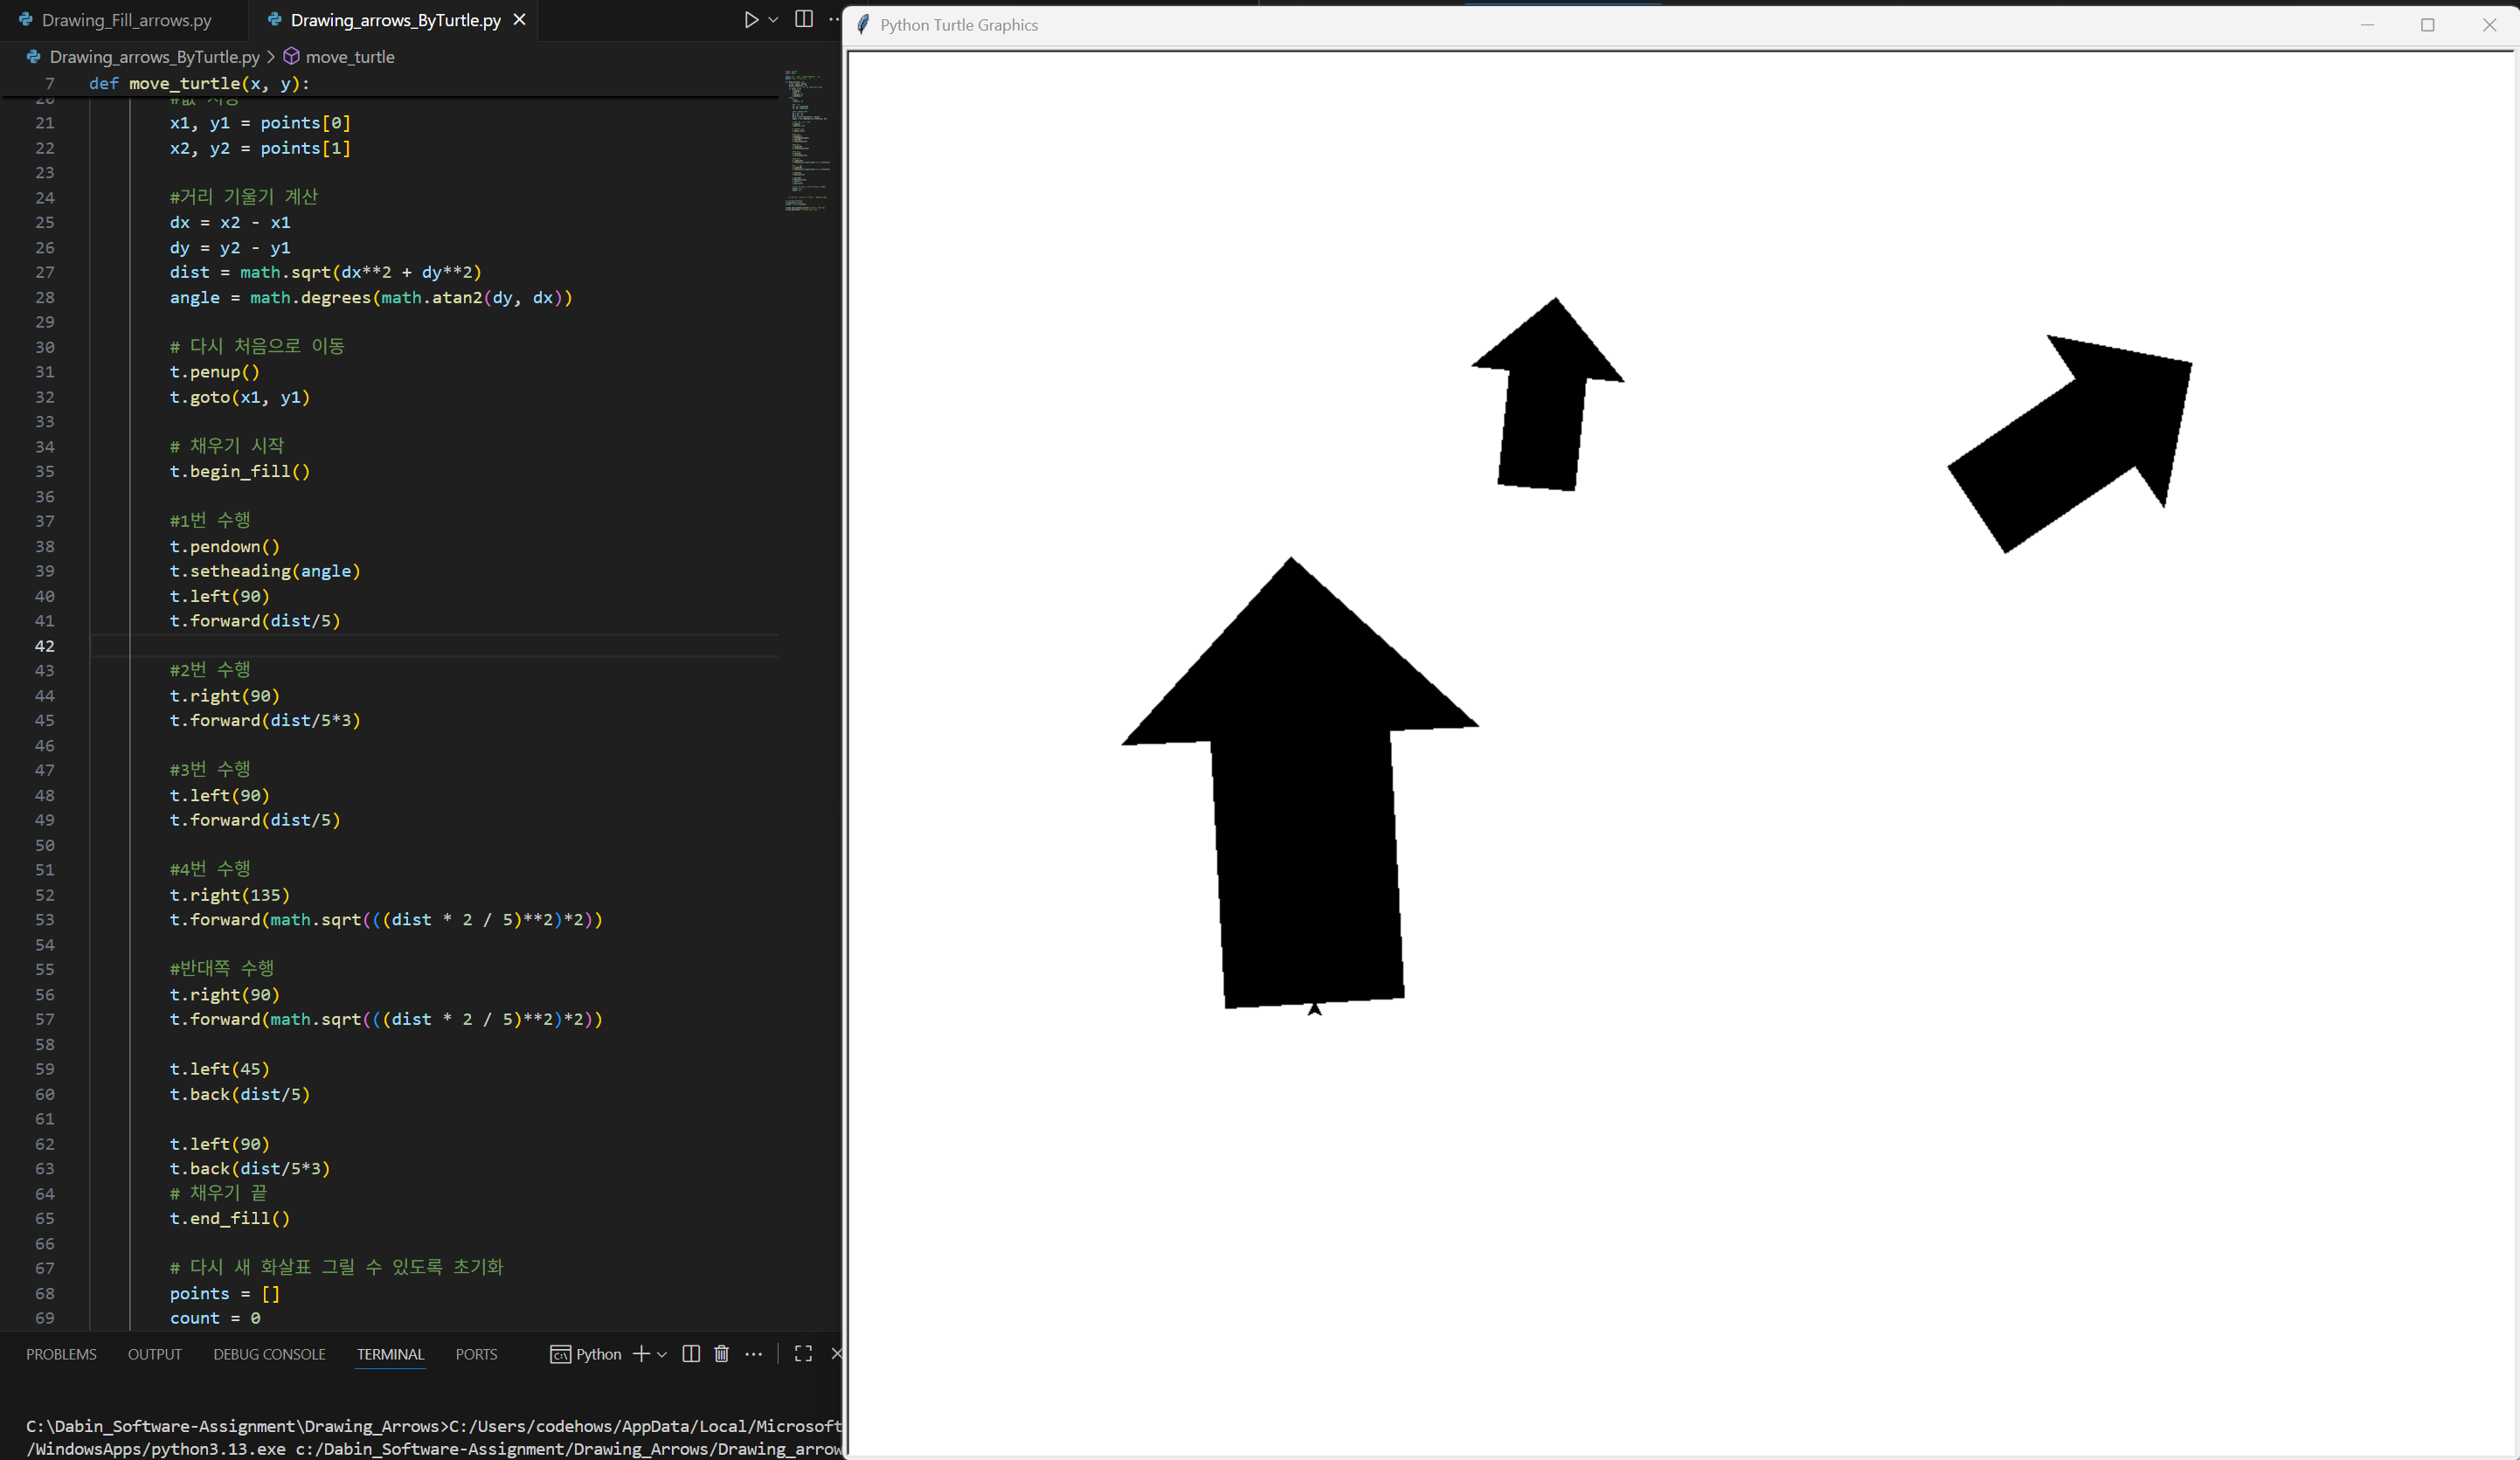 Drawing_Fill_arrows.py
Drawing_arrows_ByTurtle.py
Drawing_arrows_ByTurtle.py > move_turtle
7 def move_turtle(x, y):
20 #값 저장
21 x1, y1 = points[0]
22 x2, y2 = points[1]
23
24 #거리 기울기 계산
25 dx = x2 - x1
26 dy = y2 - y1
27 dist = math.sqrt(dx**2 + dy**2)
28 angle = math.degrees(math.atan2(dy, dx))
29
30 # 다시 처음으로 이동
31 t.penup()
32 t.goto(x1, y1)
33
34 # 채우기 시작
35 t.begin_fill()
36
37 #1번 수행
38 t.pendown()
39 t.setheading(angle)
40 t.left(90)
41 t.forward(dist/5)
42
43 #2번 수행
44 t.right(90)
45 t.forward(dist/5*3)
46
47 #3번 수행
48 t.left(90)
49 t.forward(dist/5)
50
51 #4번 수행
52 t.right(135)
53 t.forward(math.sqrt(((dist * 2 / 5)**2)*2))
54
55 #반대쪽 수행
56 t.right(90)
57 t.forward(math.sqrt(((dist * 2 / 5)**2)*2))
58
59 t.left(45)
60 t.back(dist/5)
61
62 t.left(90)
63 t.back(dist/5*3)
64 # 채우기 끝
65 t.end_fill()
66
67 # 다시 새 화살표 그릴 수 있도록 초기화
68 points = []
69 count = 0
PROBLEMS OUTPUT DEBUG CONSOLE TERMINAL PORTS Python
C:\Dabin_Software-Assignment\Drawing_Arrows>C:/Users/codehows/AppData/Local/Microsoft
/WindowsApps/python3.13.exe c:/Dabin_Software-Assignment/Drawing_Arrows/Drawing_arrow
Python Turtle Graphics